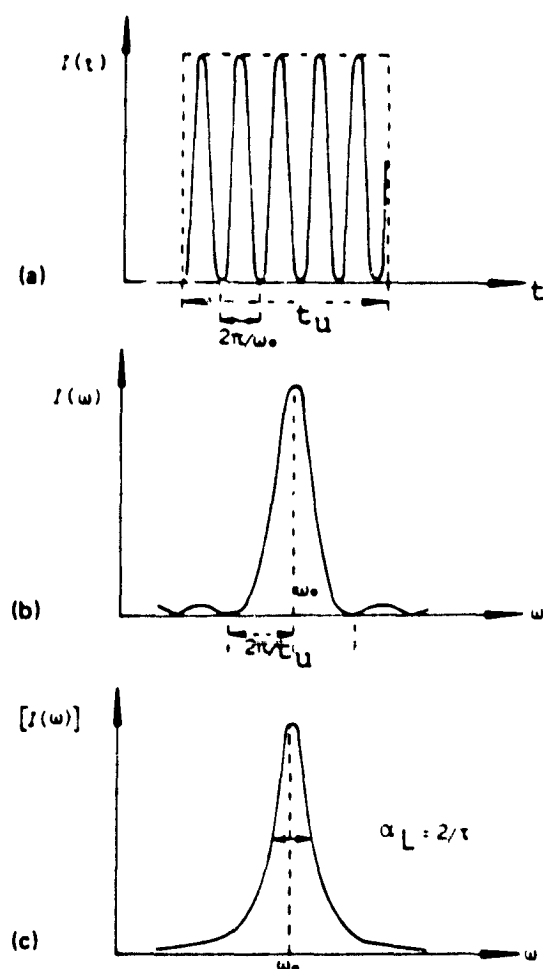 I(t)
(a)
t
t_u
2π/ω₀
I(ω)
ω₀
(b)
ω
2π/t_u
[I(ω)]
α_L = 2/τ
(c)
ω
ω₀